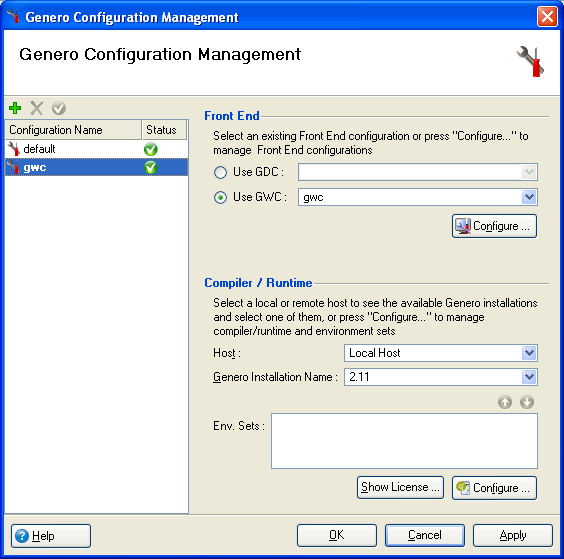 Genero Configuration Management
Genero Configuration Management
Configuration Name Status
default
gwc
Front End
Select an existing Front End configuration or press "Configure..." to
manage Front End configurations
Use GDC :
Use GWC : gwc
Configure ...
Compiler / Runtime
Select a local or remote host to see the available Genero installations
and select one of them, or press "Configure..." to manage
compiler/runtime and environment sets
Host : Local Host
Genero Installation Name : 2.11
Env. Sets :
Show License ... Configure ...
Help OK Cancel Apply